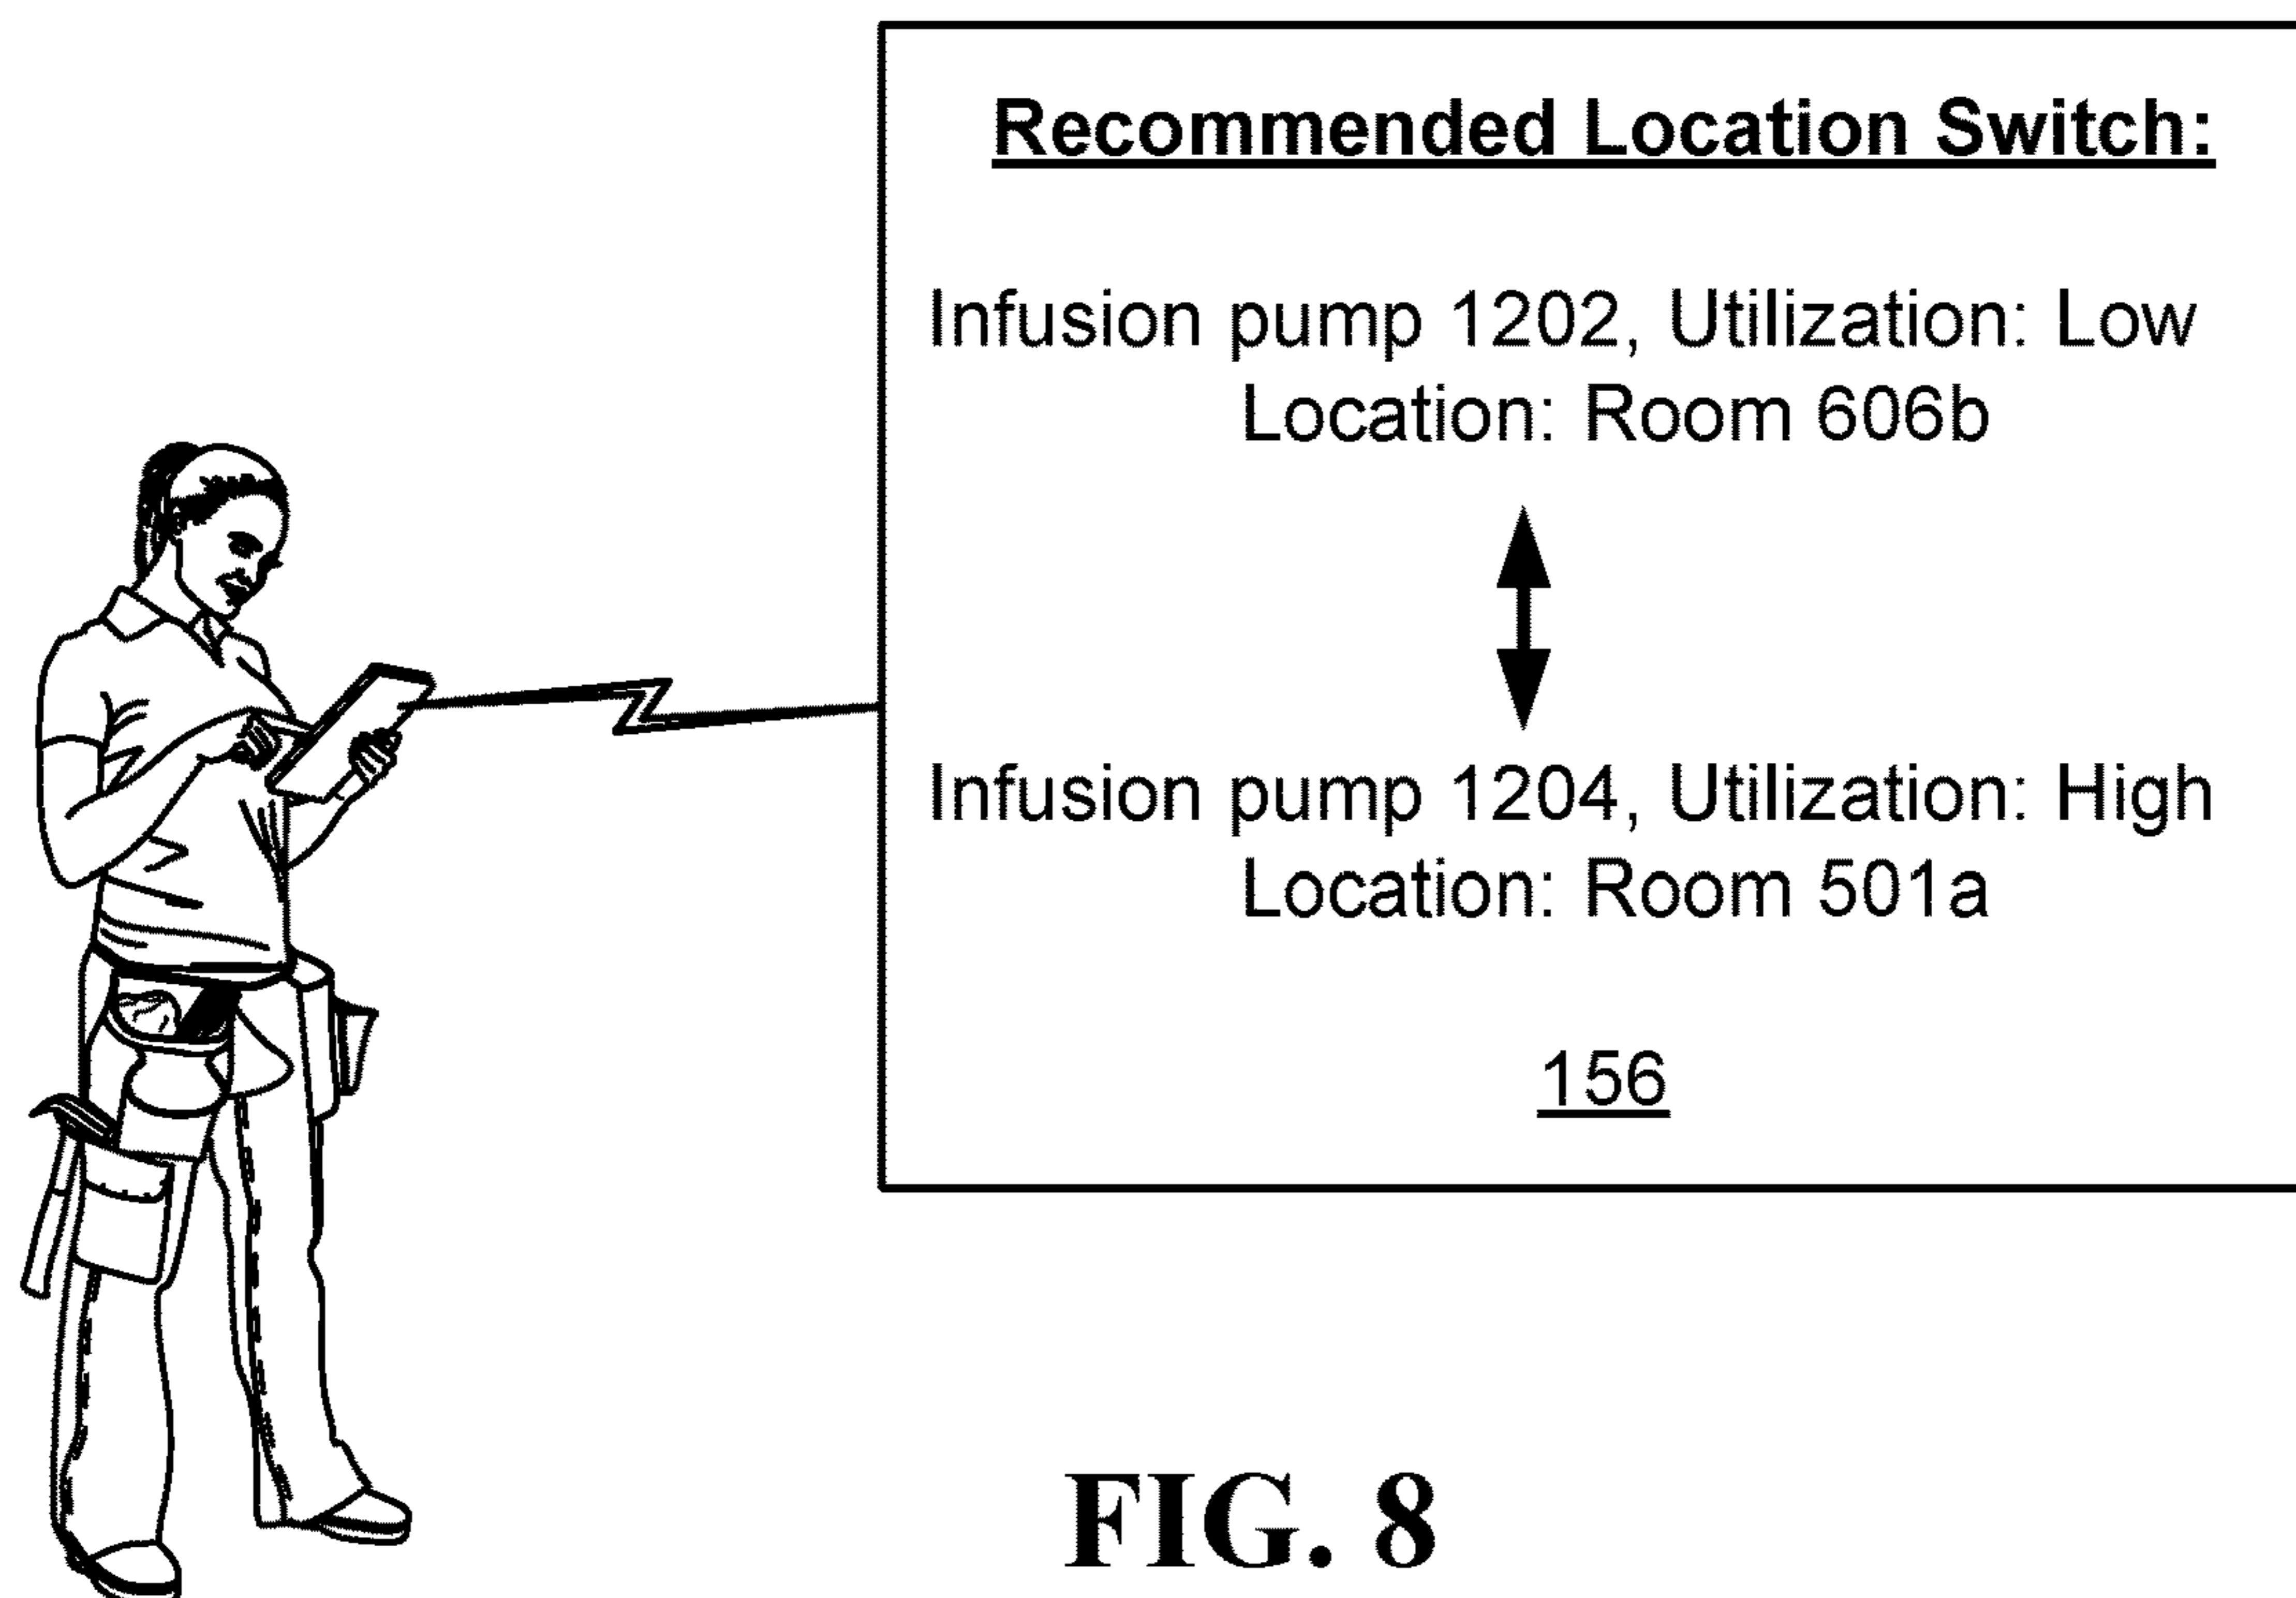 Recommended Location Switch:
Infusion pump 1202, Utilization: Low
Location: Room 606b
Infusion pump 1204, Utilization: High
Location: Room 501a
156
FIG. 8